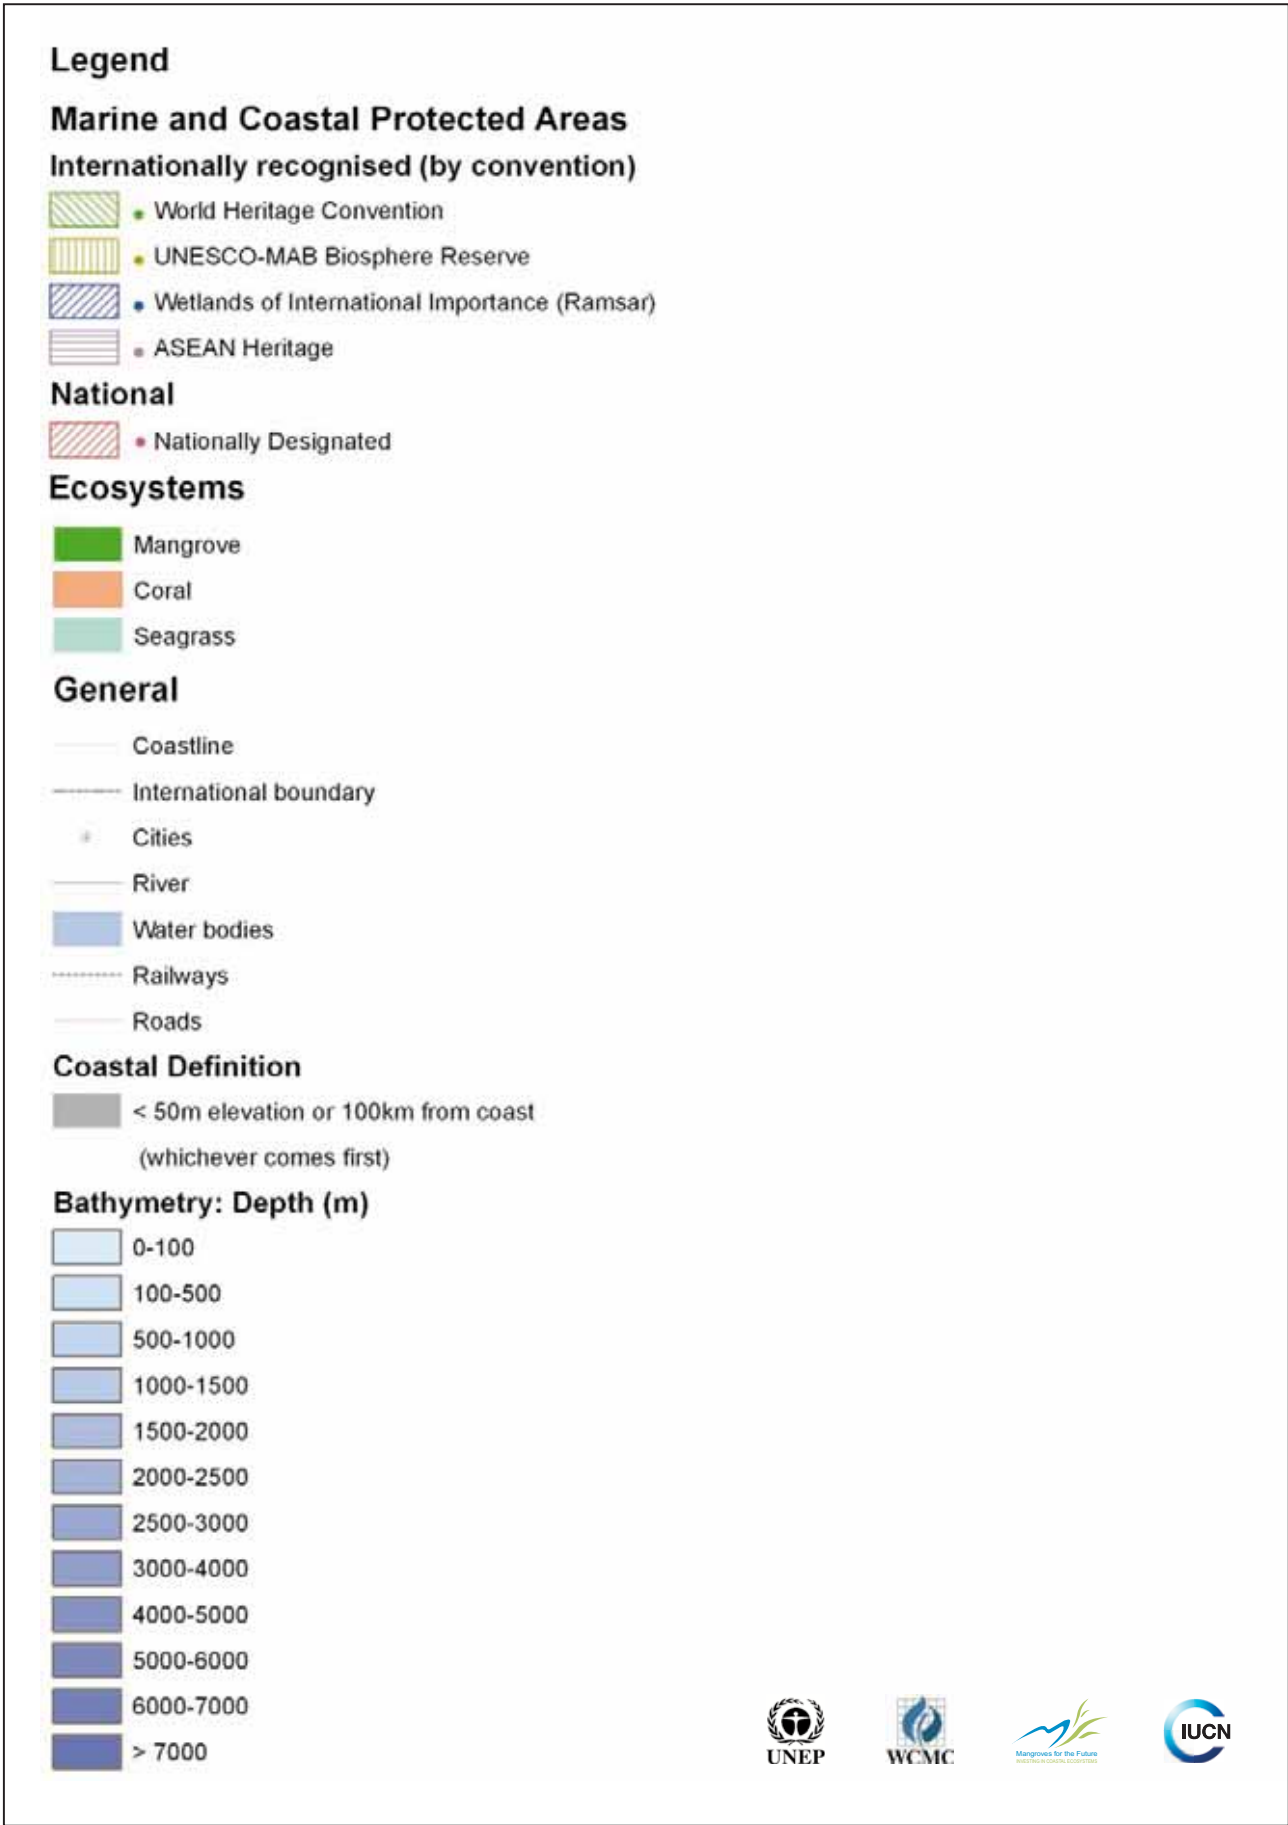 Legend
Marine and Coastal Protected Areas
Internationally recognised (by convention)
World Heritage Convention
UNESCO-MAB Biosphere Reserve
Wetlands of International Importance (Ramsar)
ASEAN Heritage
National
Nationally Designated
Ecosystems
Mangrove
Coral
Seagrass
General
Coastline
International boundary
Cities
River
Water bodies
Railways
Roads
Coastal Definition
< 50m elevation or 100km from coast
(whichever comes first)
Bathymetry: Depth (m)
0-100
100-500
500-1000
1000-1500
1500-2000
2000-2500
2500-3000
3000-4000
4000-5000
5000-6000
6000-7000
> 7000
UNEP
WCMC
Mangroves for the Future
INVESTING IN COASTAL ECOSYSTEMS
IUCN